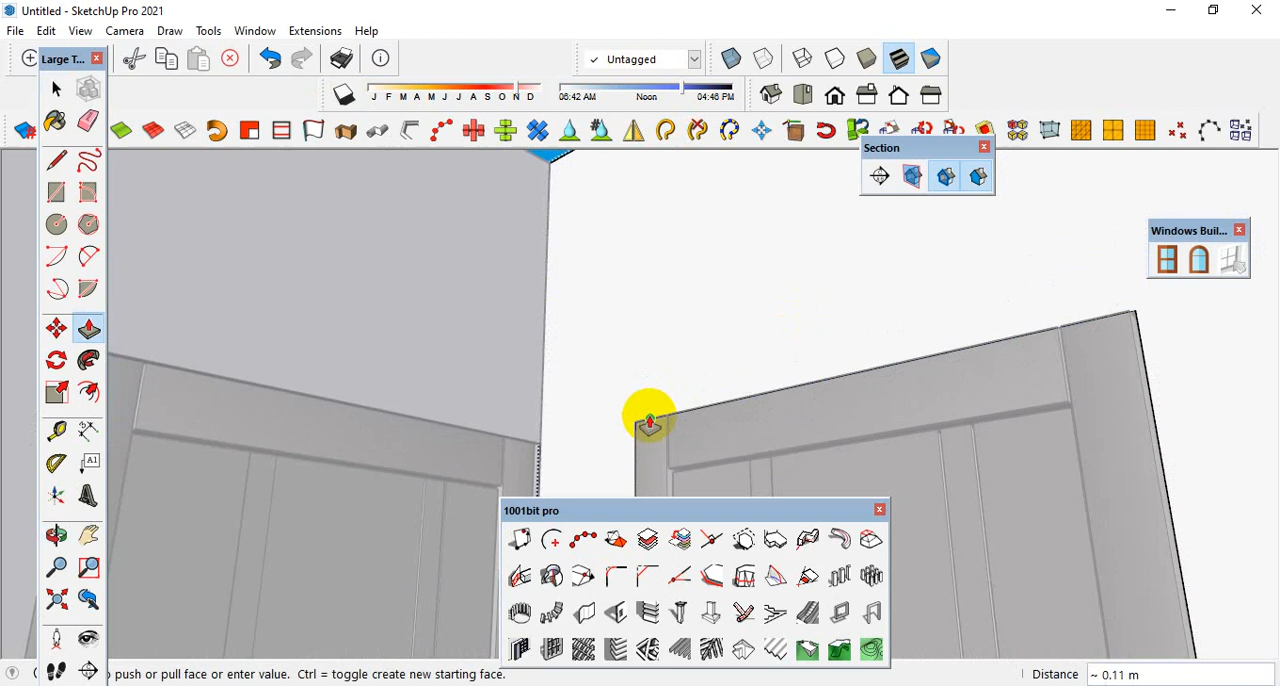 Untitled - SketchUp Pro 2021
File Edit View Camera Draw Tools Window Extensions Help
Large T...
✓ Untagged
J F M A M J J A S O N D
06:42 AM Noon 04:46 PM
Section
Windows Buil...
A1
1001bit pro
push or pull face or enter value. Ctrl = toggle create new starting face.
Distance ~ 0.11 m